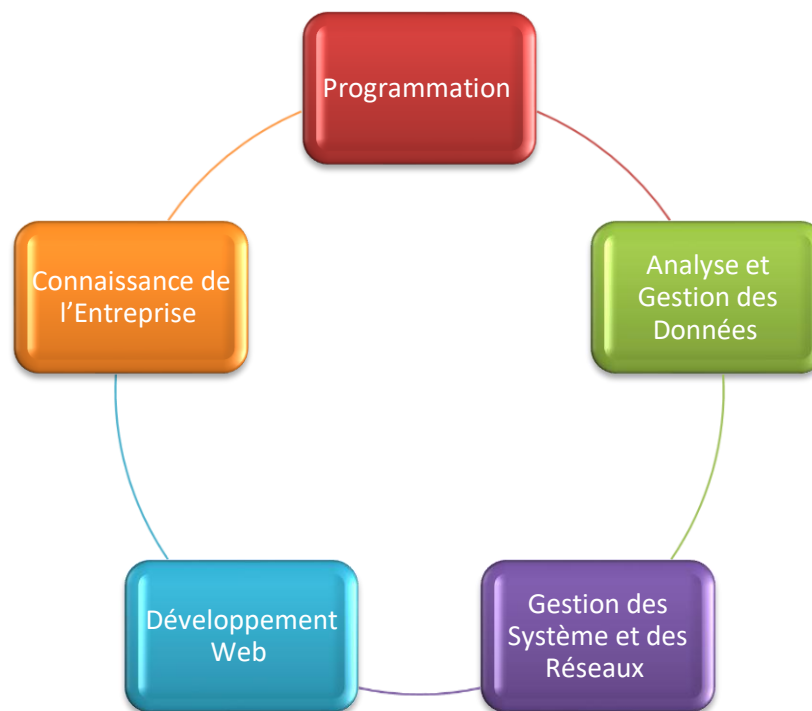 Programmation
Analyse et
Gestion des
Données
Gestion des
Système et des
Réseaux
Développement
Web
Connaissance de
l’Entreprise